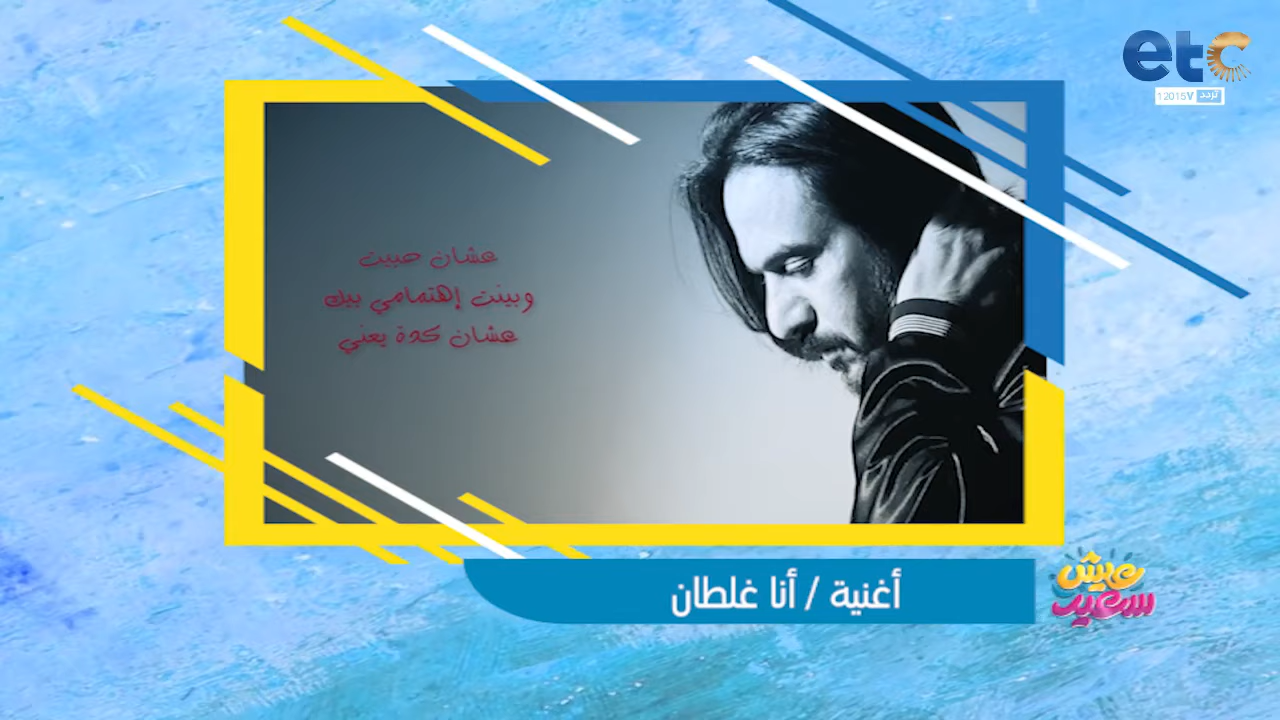 etc
تردد 12015V
عشان حبيت
وبينت إهتمامي بيك
عشان كدة يعني
أغنية / أنا غلطان
عيش
سعيد